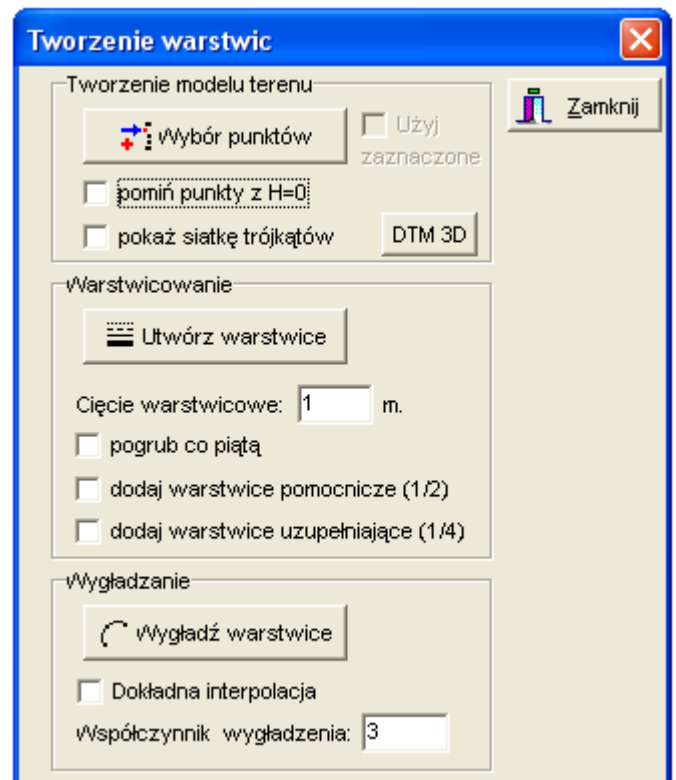 Tworzenie warstwic
Tworzenie modelu terenu
Zamknij
Wybór punktów
Użyj
zaznaczone
pomiń punkty z H=0
pokaż siatkę trójkątów
DTM 3D
Warstwicowanie
Utwórz warstwice
Cięcie warstwicowe: 1 m.
pogrub co piątą
dodaj warstwice pomocnicze (1/2)
dodaj warstwice uzupełniające (1/4)
Wygładzanie
Wygładź warstwice
Dokładna interpolacja
Współczynnik wygładzenia: 3